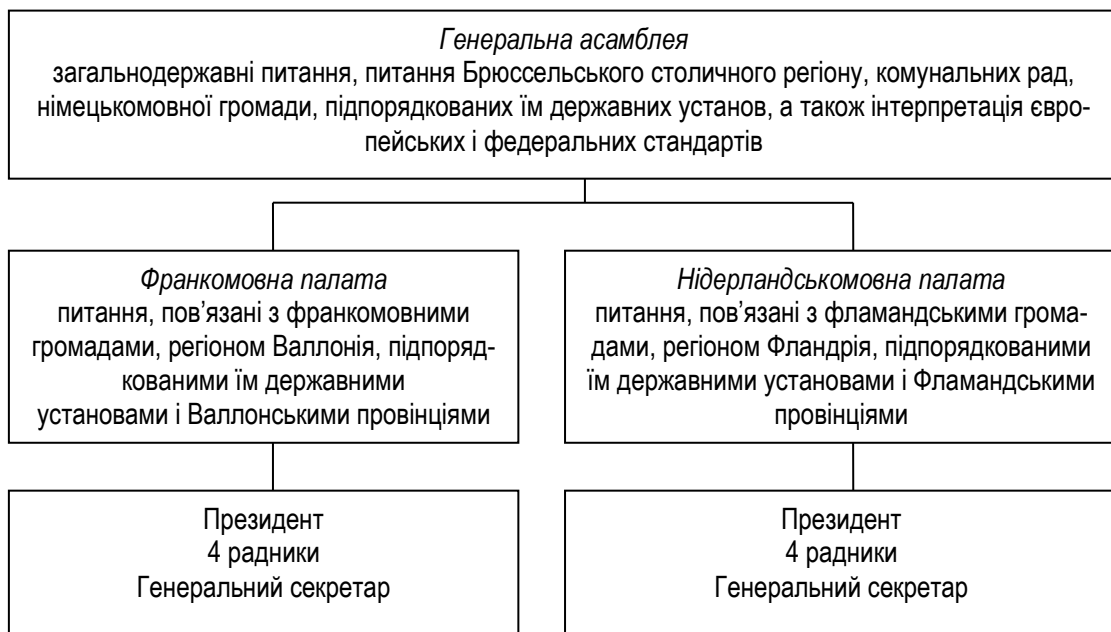 Генеральна асамблея
загальнодержавні питання, питання Брюссельського столичного регіону, комунальних рад,
німецькомовної громади, підпорядкованих їм державних установ, а також інтерпретація євро-
пейських і федеральних стандартів
Франкомовна палата
питання, пов’язані з франкомовними
громадами, регіоном Валлонія, підпоряд-
кованими їм державними
установами і Валлонськими провінціями
Нідерландськомовна палата
питання, пов’язані з фламандськими грома-
дами, регіоном Фландрія, підпорядкованими
їм державними установами і Фламандськими
провінціями
Президент
4 радники
Генеральний секретар
Президент
4 радники
Генеральний секретар